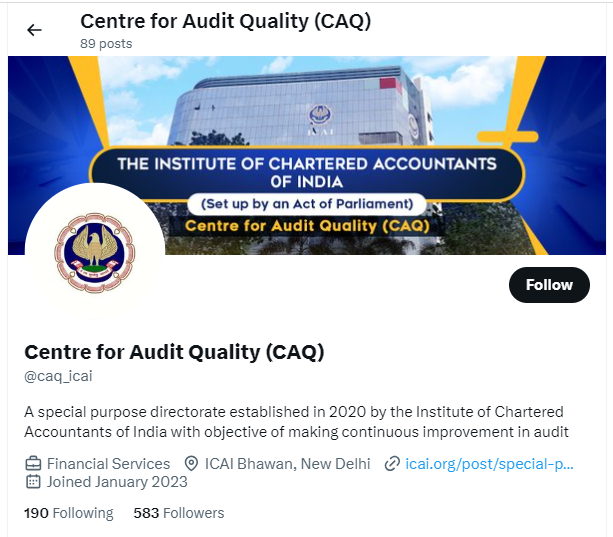 Centre for Audit Quality (CAQ)
89 posts
ICAI
THE INSTITUTE OF CHARTERED ACCOUNTANTS
OF INDIA
(Set up by an Act of Parliament)
Centre for Audit Quality (CAQ)
Follow
Centre for Audit Quality (CAQ)
@caq_icai
A special purpose directorate established in 2020 by the Institute of Chartered
Accountants of India with objective of making continuous improvement in audit
Financial Services ICAI Bhawan, New Delhi icai.org/post/special-p...
Joined January 2023
190 Following 583 Followers